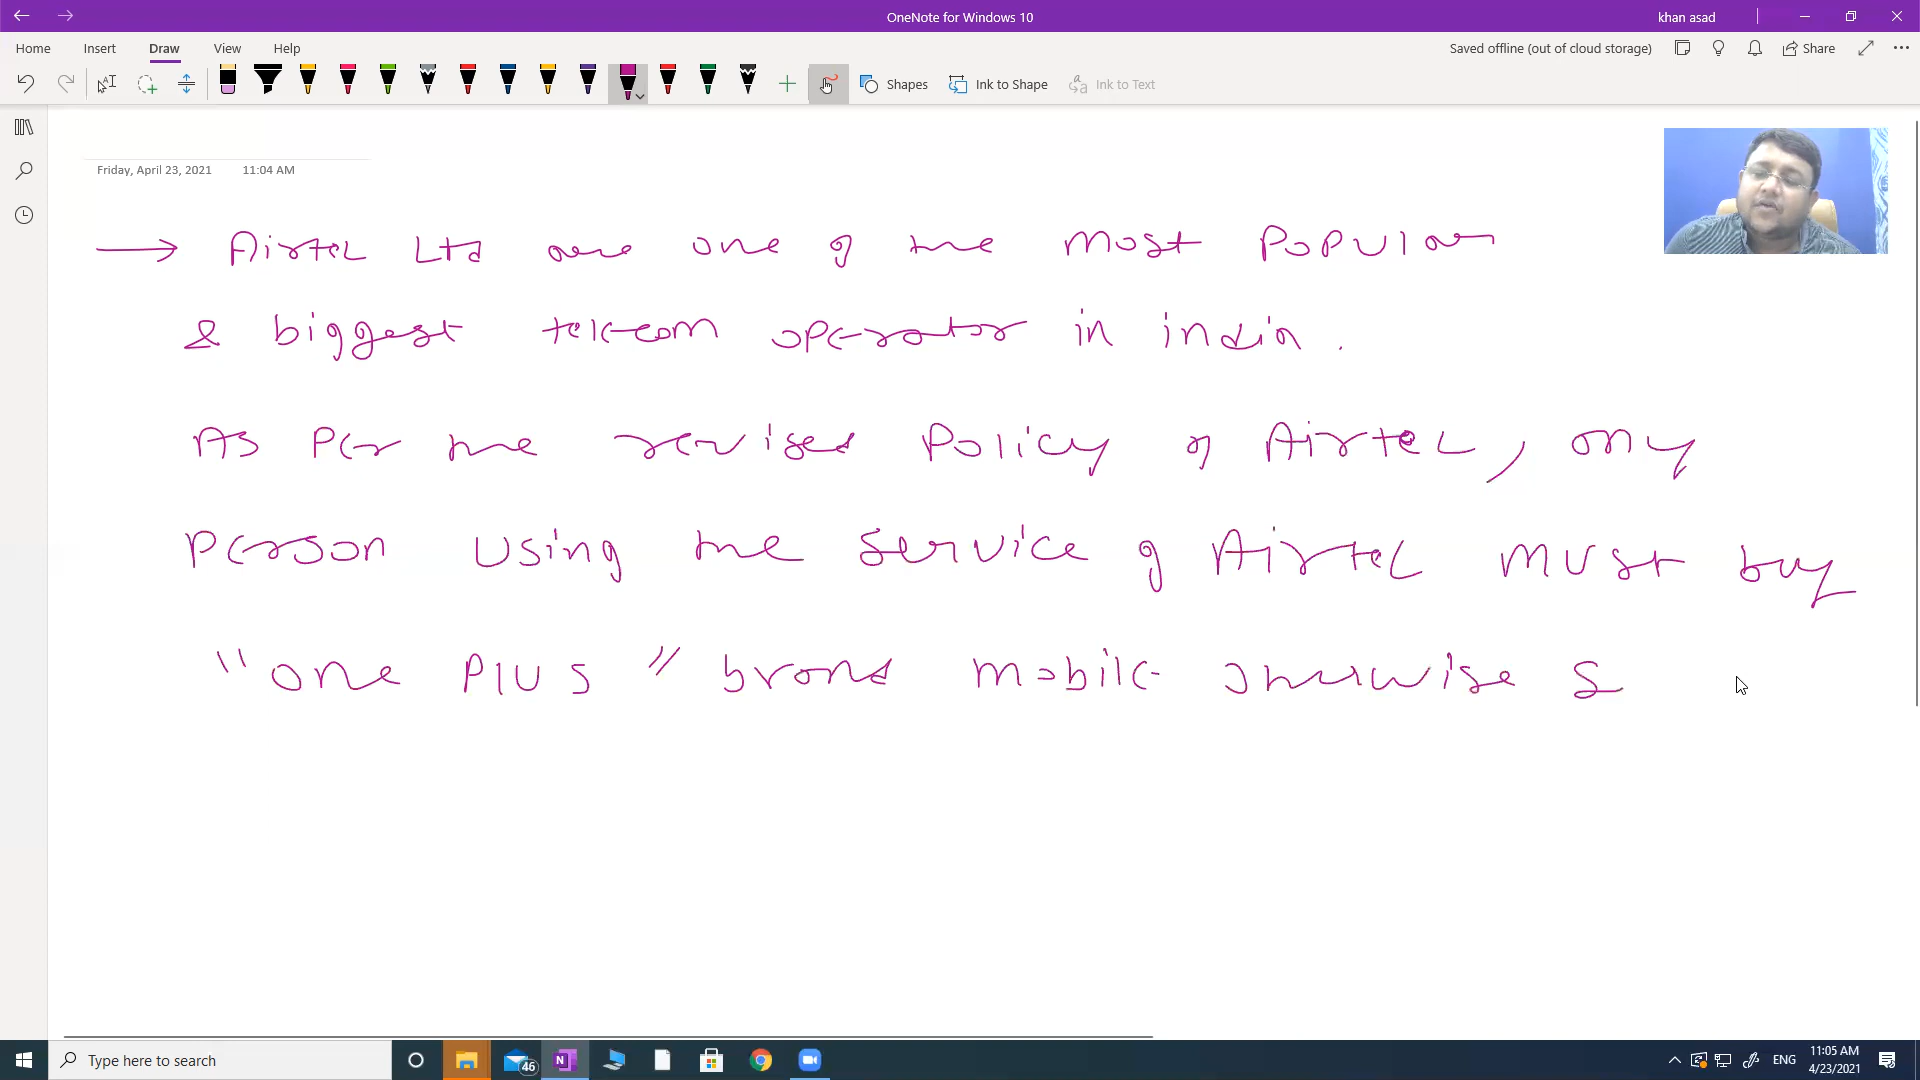 OneNote for Windows 10
khan asad
Home Insert Draw View Help
Saved offline (out of cloud storage)
Share
Shapes
Ink to Shape
Ink to Text
Friday, April 23, 2021 11:04 AM
→ Airtel Ltd are one of the most Popular
& biggest telecom operator in india.
As Per the revised Policy of Airtel, any
Person using the service of Airtel must buy
"One Plus" brand mobile otherwise S
Type here to search
46
ENG
11:05 AM
4/23/2021